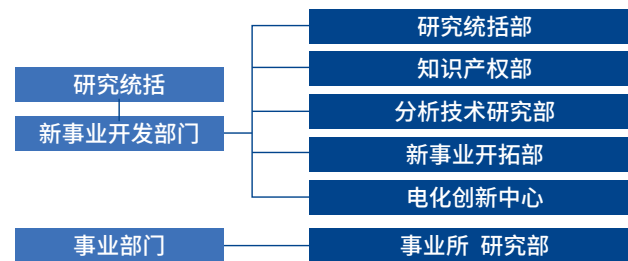 研究统括
新事业开发部门
研究统括部
知识产权部
分析技术研究部
新事业开拓部
电化创新中心
事业部门
事业所 研究部